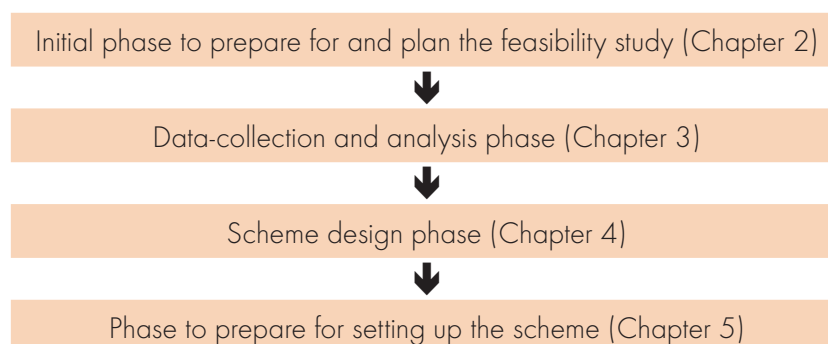 Initial phase to prepare for and plan the feasibility study (Chapter 2)
Data-collection and analysis phase (Chapter 3)
Scheme design phase (Chapter 4)
Phase to prepare for setting up the scheme (Chapter 5)